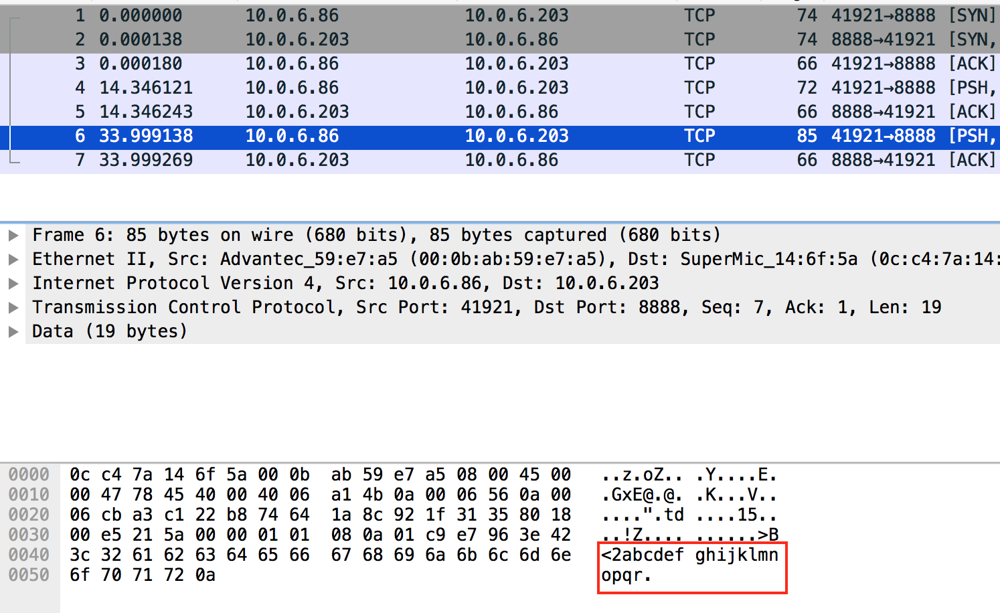 1 0.000000 10.0.6.86 10.0.6.203 TCP 74 41921→8888 [SYN]
2 0.000138 10.0.6.203 10.0.6.86 TCP 74 8888→41921 [SYN,
3 0.000180 10.0.6.86 10.0.6.203 TCP 66 41921→8888 [ACK]
4 14.346121 10.0.6.86 10.0.6.203 TCP 72 41921→8888 [PSH,
5 14.346243 10.0.6.203 10.0.6.86 TCP 66 8888→41921 [ACK]
6 33.999138 10.0.6.86 10.0.6.203 TCP 85 41921→8888 [PSH,
7 33.999269 10.0.6.203 10.0.6.86 TCP 66 8888→41921 [ACK]
Frame 6: 85 bytes on wire (680 bits), 85 bytes captured (680 bits)
Ethernet II, Src: Advantec_59:e7:a5 (00:0b:ab:59:e7:a5), Dst: SuperMic_14:6f:5a (0c:c4:7a:14:
Internet Protocol Version 4, Src: 10.0.6.86, Dst: 10.0.6.203
Transmission Control Protocol, Src Port: 41921, Dst Port: 8888, Seq: 7, Ack: 1, Len: 19
Data (19 bytes)
0000 0c c4 7a 14 6f 5a 00 0b ab 59 e7 a5 08 00 45 00 ..z.oZ.. .Y....E.
0010 00 47 78 45 40 00 40 06 a1 4b 0a 00 06 56 0a 00 .GxE@.@. .K...V..
0020 06 cb a3 c1 22 b8 74 64 1a 8c 92 1f 31 35 80 18 ....".td ....15..
0030 00 e5 21 5a 00 00 01 01 08 0a 01 c9 e7 96 3e 42 ..!Z.... ......>B
0040 3c 32 61 62 63 64 65 66 67 68 69 6a 6b 6c 6d 6e <2abcdef ghijklmn
0050 6f 70 71 72 0a opqr.